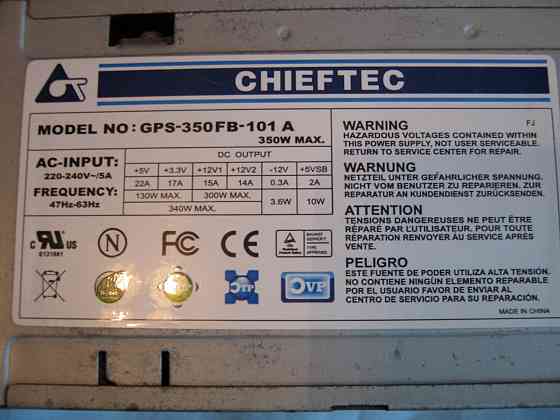 CHIEFTEC
MODEL NO: GPS-350FB-101 A
350W MAX.
AC-INPUT:
220-240V~/5A
FREQUENCY:
47Hz-63Hz
DC OUTPUT
+5V +3.3V +12V1 +12V2 -12V +5VSB
22A 17A 15A 14A 0.3A 2A
130W MAX. 300W MAX. 3.6W 10W
340W MAX.
WARNING
FJ
HAZARDOUS VOLTAGES CONTAINED WITHIN
THIS POWER SUPPLY, NOT USER SERVICEABLE.
RETURN TO SERVICE CENTER FOR REPAIR.
WARNUNG
NETZTEIL UNTER GEFÄHRLICHER SPANNUNG.
NICHT VOM BENUTZER ZU REPARIEREN. ZUR
REPARATUR AN KUNDENDIENST ZURÜCKSENDEN.
ATTENTION
TENSIONS DANGEREUSES NE PEUT ÊTRE
RÉPARÉ PAR L'UTILISATEUR. POUR TOUTE
RÉPARATION RENVOYER AU SERVICE APRÈS
VENTE.
PELIGRO
ESTE FUENTE DE PODER UTILIZA ALTA TENSIÓN,
NO CONTIENE NINGÚN ELEMENTO REPARABLE
POR EL USUARIO FAVOR DE ENVIAR AL
CENTRO DE SERVICIO PARA SU REPARACIÓN.
MADE IN CHINA
C UL US
N
FC
CE
OTP
OVP